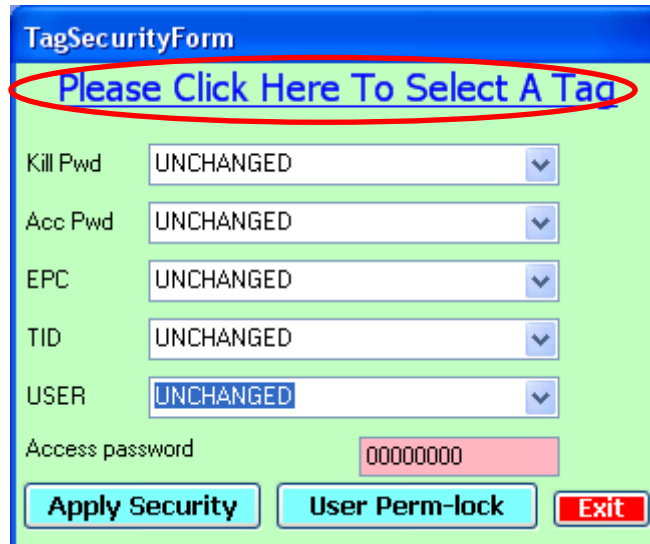 TagSecurityForm
Please Click Here To Select A Tag
Kill Pwd UNCHANGED
Acc Pwd UNCHANGED
EPC UNCHANGED
TID UNCHANGED
USER UNCHANGED
Access password 00000000
Apply Security User Perm-lock Exit